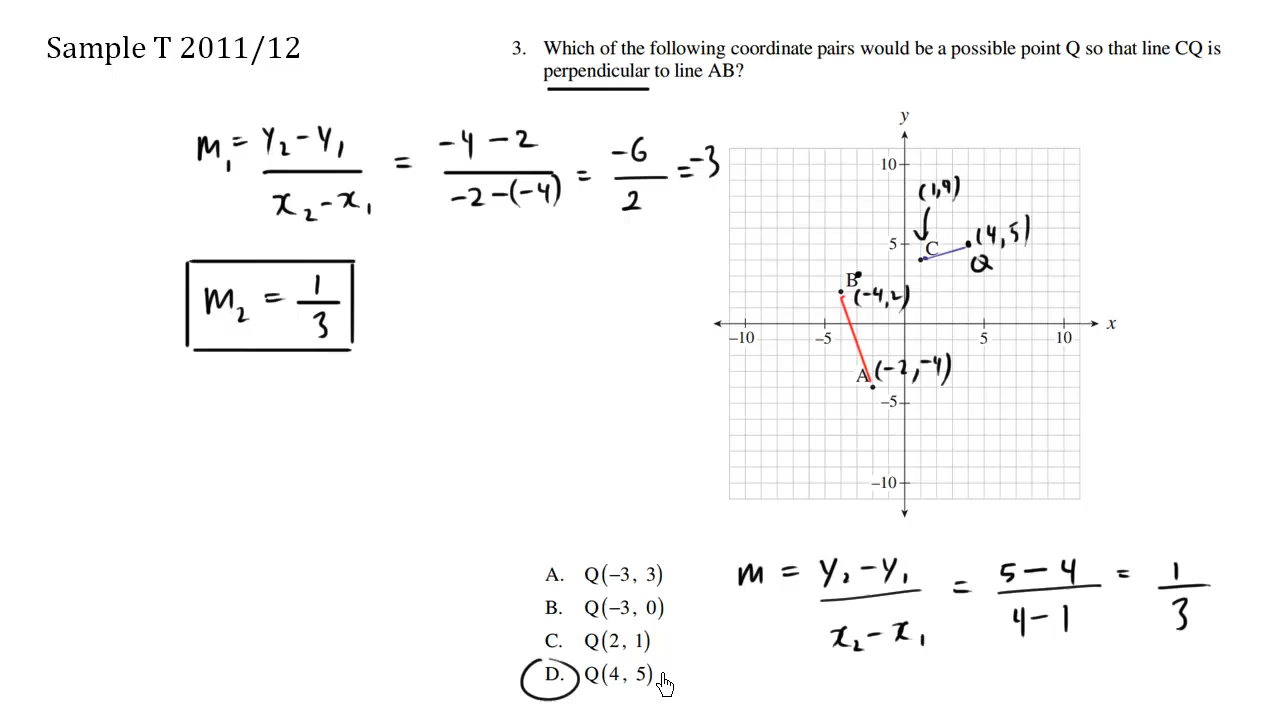 Sample T 2011/12
3. Which of the following coordinate pairs would be a possible point Q so that line CQ is
perpendicular to line AB?
m₁ = y₂ − y₁ / x₂ − x₁ = −4 − 2 / −2 − (−4) = −6 / 2 = −3
m₂ = 1/3
y
10
(1,4)
5
C
(4,5)
Q
B
(−4,2)
−10
−5
5
10
x
A
(−2,−4)
−5
−10
A. Q(−3, 3)
B. Q(−3, 0)
C. Q(2, 1)
D. Q(4, 5)
m = y₂ − y₁ / x₂ − x₁ = 5 − 4 / 4 − 1 = 1/3